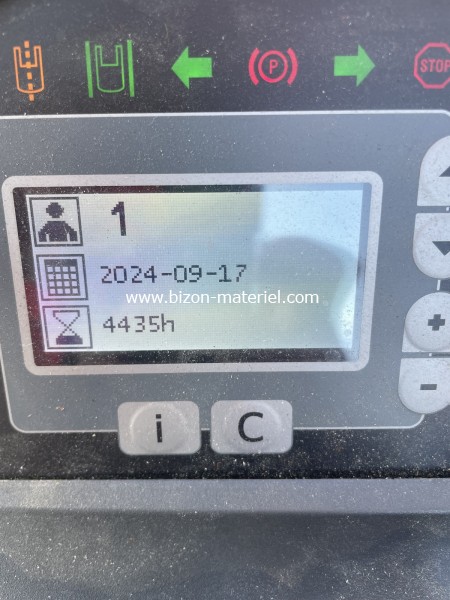 P
STOP
1
2024-09-17
www.bizon-materiel.com
4435h
+
-
i
C